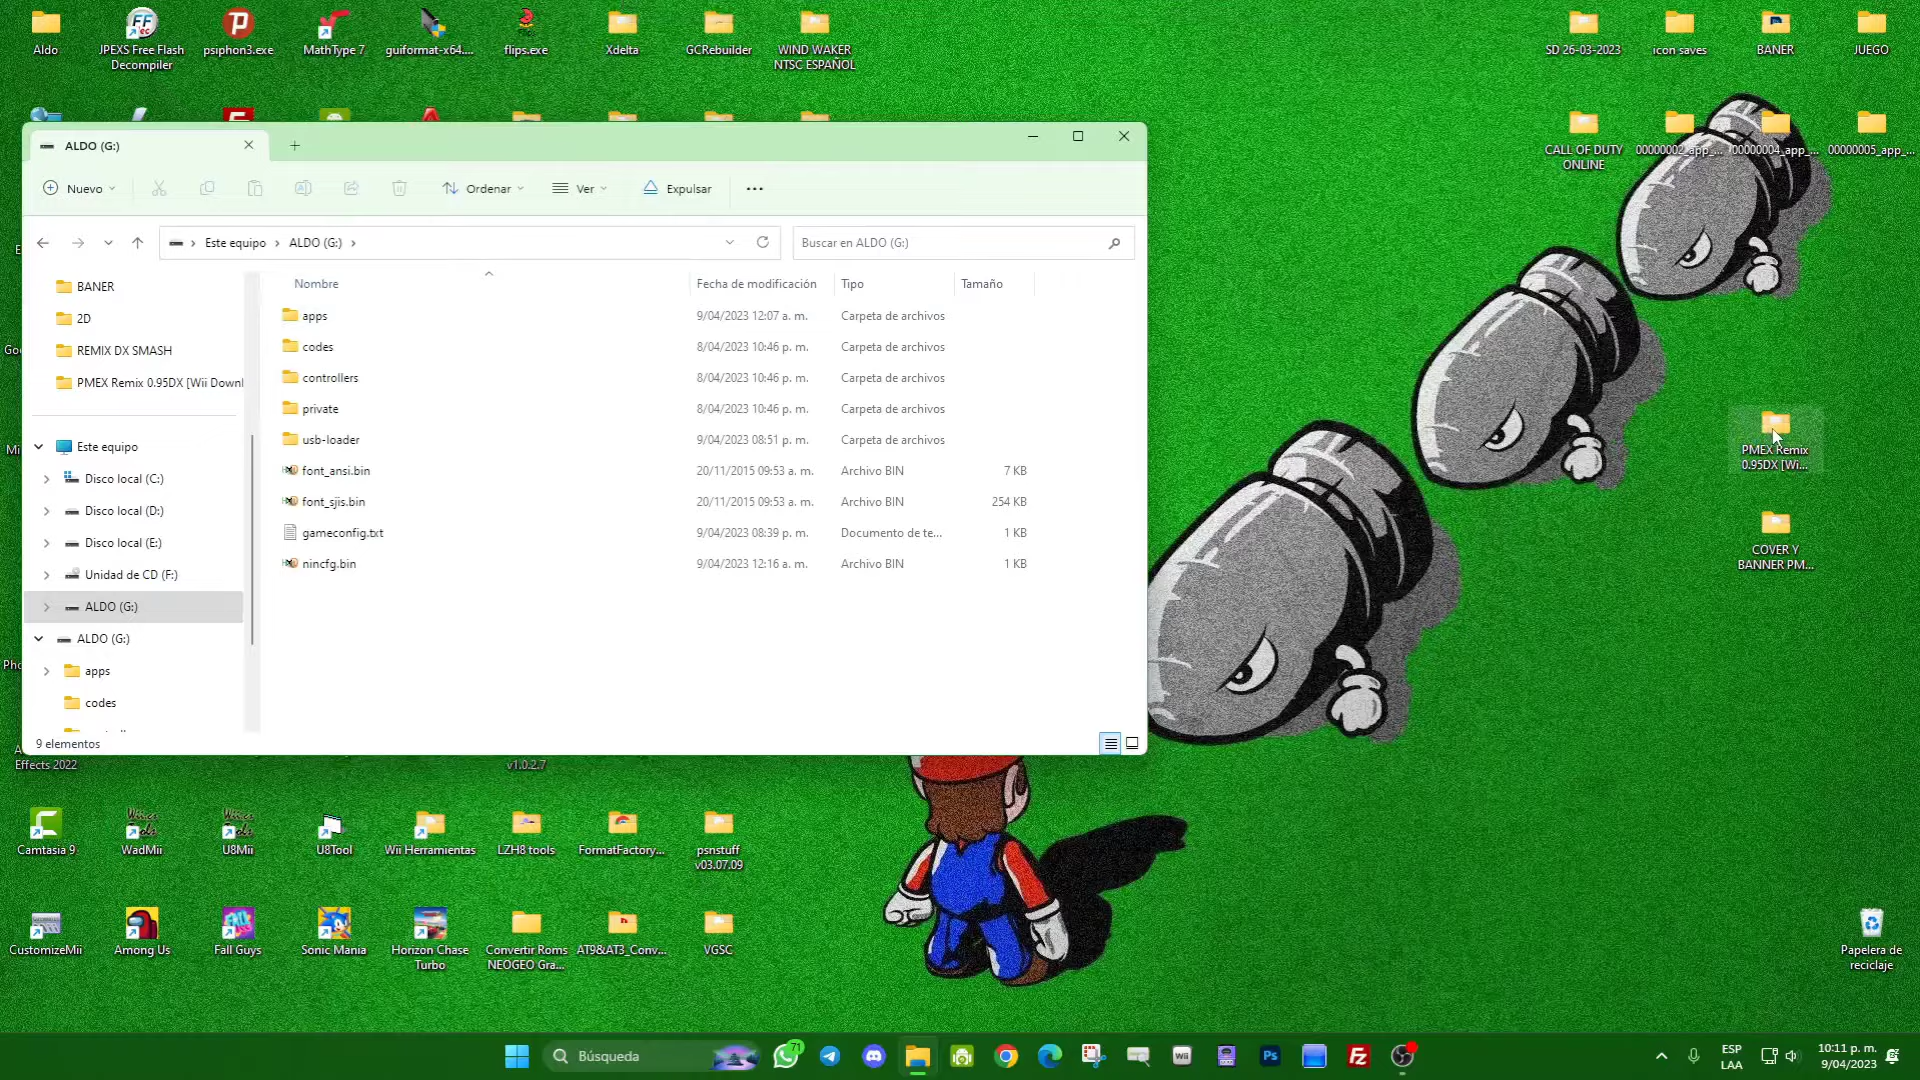 Aldo
JPEXS Free Flash
Decompiler
psiphon3.exe
MathType 7
guiformat-x64....
flips.exe
Xdelta
GCRebuilder
WIND WAKER
NTSC ESPAÑOL
SD 26-03-2023
icon saves
BANER
JUEGO
CALL OF DUTY
ONLINE
00000002_app_...
00000004_app_...
00000005_app_...
ALDO (G:)
Nuevo
Ordenar
Ver
Expulsar
Este equipo
ALDO (G:)
Buscar en ALDO (G:)
BANER
2D
REMIX DX SMASH
PMEX Remix 0.95DX [Wii Downl
Este equipo
Disco local (C:)
Disco local (D:)
Disco local (E:)
Unidad de CD (F:)
ALDO (G:)
ALDO (G:)
apps
codes
Nombre
Fecha de modificación
Tipo
Tamaño
apps 9/04/2023 12:07 a. m. Carpeta de archivos
codes 8/04/2023 10:46 p. m. Carpeta de archivos
controllers 8/04/2023 10:46 p. m. Carpeta de archivos
private 8/04/2023 10:46 p. m. Carpeta de archivos
usb-loader 9/04/2023 08:51 p. m. Carpeta de archivos
font_ansi.bin 20/11/2015 09:53 a. m. Archivo BIN 7 KB
font_sjis.bin 20/11/2015 09:53 a. m. Archivo BIN 254 KB
gameconfig.txt 9/04/2023 08:39 p. m. Documento de te... 1 KB
nincfg.bin 9/04/2023 12:16 a. m. Archivo BIN 1 KB
9 elementos
PMEX Remix
0.95DX [Wi...
COVER Y
BANNER PM...
Effects 2022
v1.0.2.7
Camtasia 9
WadMii
U8Mii
U8Tool
Wii Herramientas
LZH8 tools
FormatFactory...
psnstuff
v03.07.09
CustomizeMii
Among Us
Fall Guys
Sonic Mania
Horizon Chase
Turbo
Convertir Roms
NEOGEO Gra...
AT9&AT3_Conv...
VGSC
Papelera de
reciclaje
Búsqueda
71
Wii
Ps
ESP
LAA
10:11 p. m.
9/04/2023